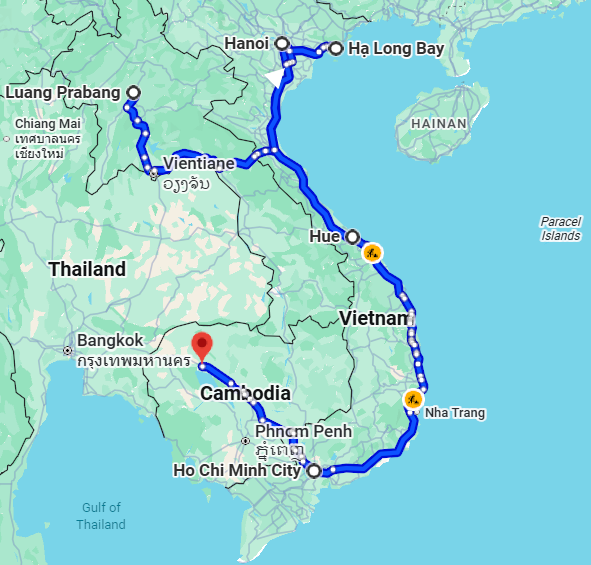 Hanoi
Hạ Long Bay
Luang Prabang
Chiang Mai
เทศบาลนคร
เชียงใหม่
HAINAN
Vientiane
ວຽງຈັນ
Paracel
Islands
Hue
Thailand
Vietnam
Bangkok
กรุงเทพมหานคร
Cambodia
Nha Trang
Phnom Penh
ភ្នំពេញ
Ho Chi Minh City
Gulf of
Thailand